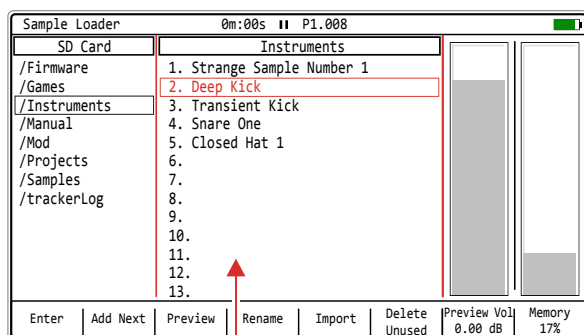 Sample Loader 0m:00s P1.008
SD Card
/Firmware
/Games
/Instruments
/Manual
/Mod
/Projects
/Samples
/trackerLog
Instruments
1. Strange Sample Number 1
2. Deep Kick
3. Transient Kick
4. Snare One
5. Closed Hat 1
6.
7.
8.
9.
10.
11.
12.
13.
Enter
Add Next
Preview
Rename
Import
Delete
Unused
Preview Vol
0.00 dB
Memory
17%